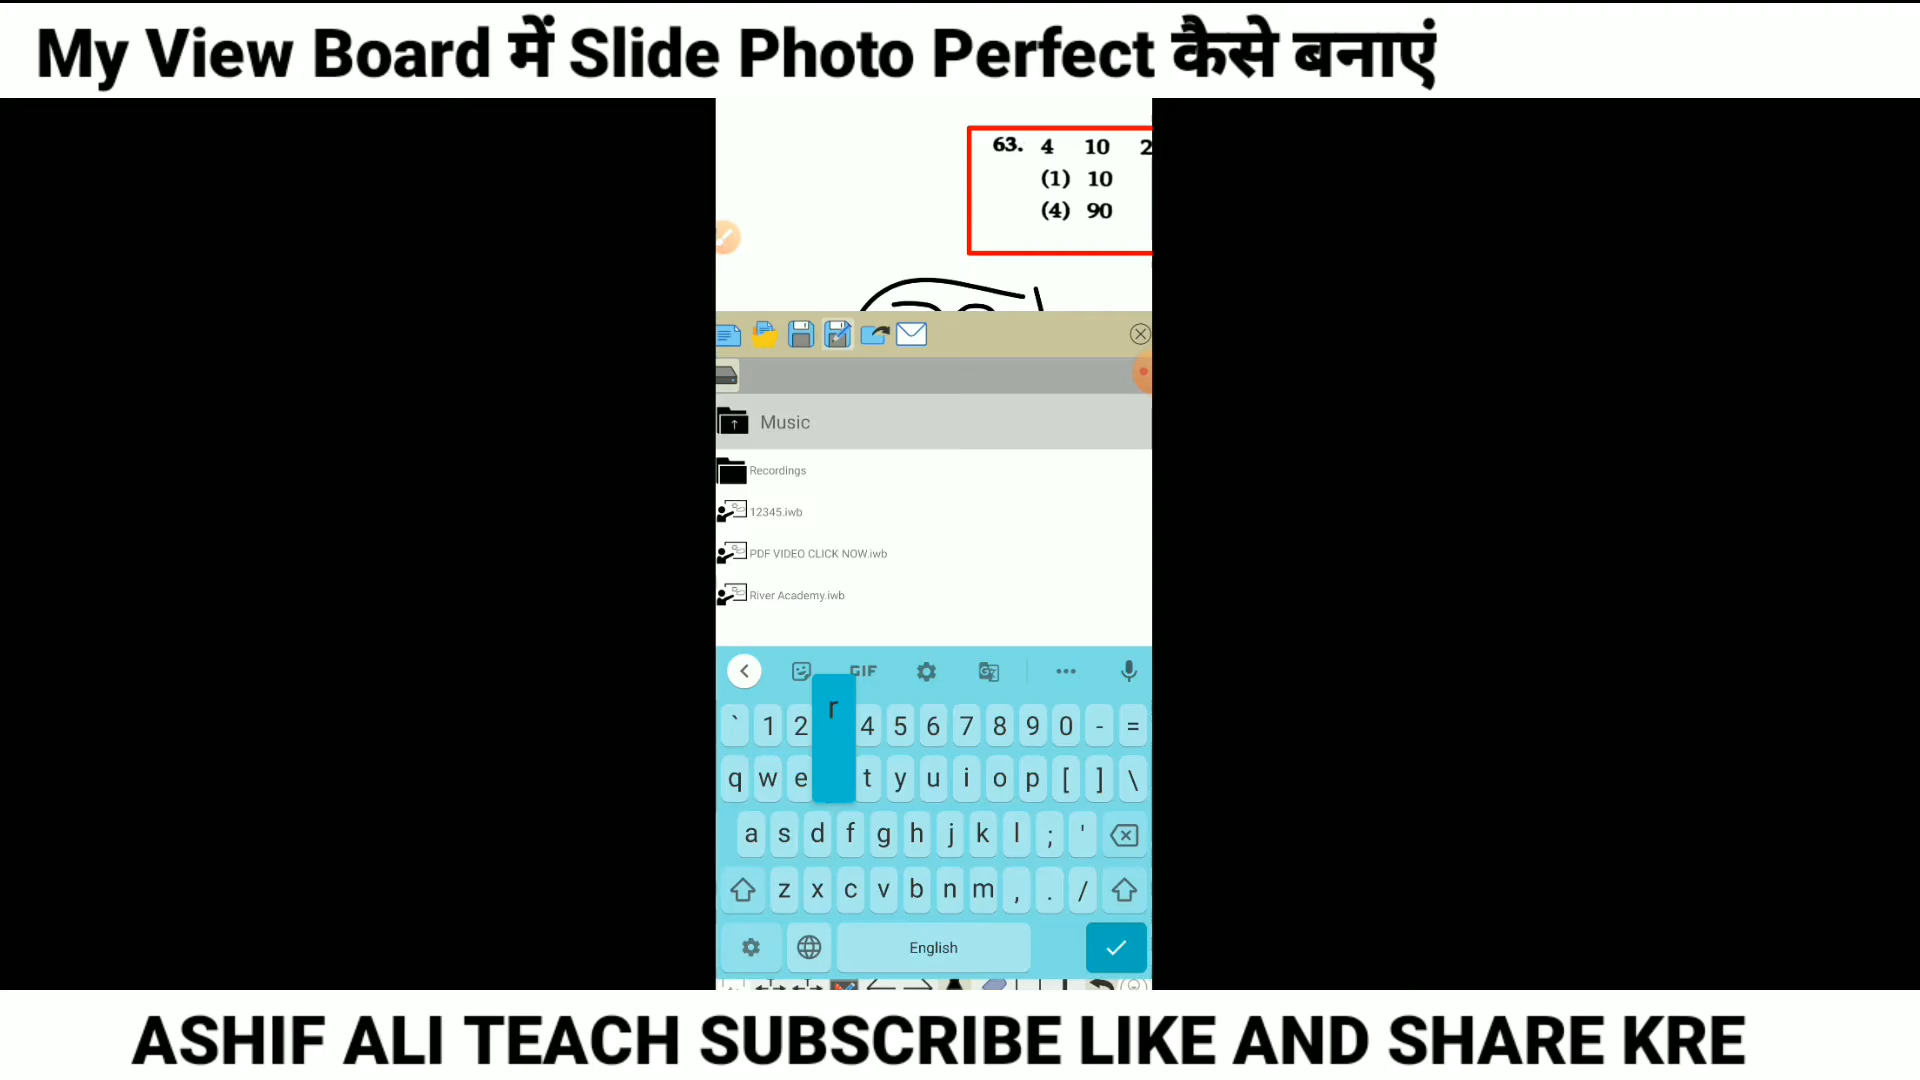 My View Board में Slide Photo Perfect कैसे बनाएं
63. 4 10 2
(1) 10
(4) 90
Music
Recordings
12345.iwb
PDF VIDEO CLICK NOW.iwb
River Academy.iwb
GIF
r
` 1 2 4 5 6 7 8 9 0 - =
q w e t y u i o p [ ] \
a s d f g h j k l ; '
z x c v b n m , . /
English
ASHIF ALI TEACH SUBSCRIBE LIKE AND SHARE KRE